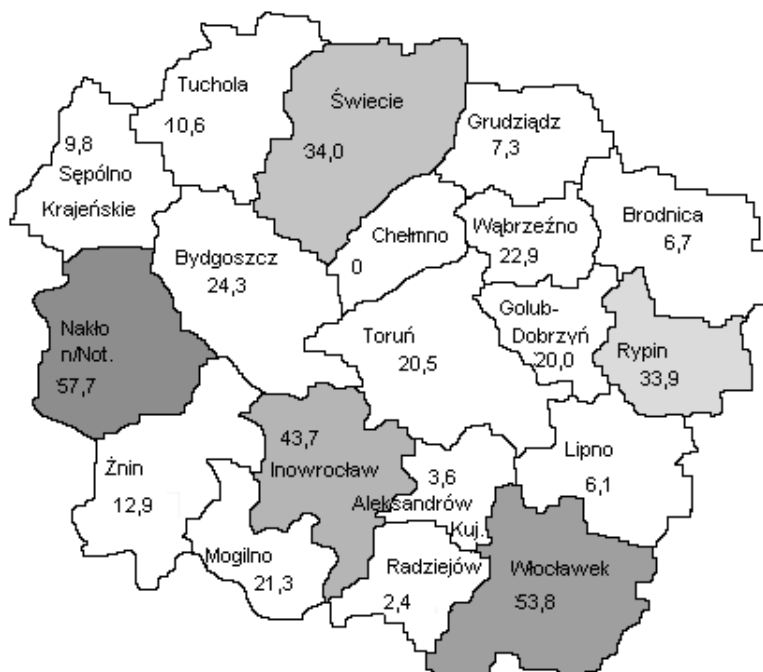 Tuchola
10,6
Świecie
34,0
Grudziądz
7,3
9,8
Sępólno
Krajeńskie
Bydgoszcz
24,3
Chełmno
0
Wąbrzeźno
22,9
Brodnica
6,7
Nakło
n/Not.
57,7
Toruń
20,5
Golub-
Dobrzyń
20,0
Rypin
33,9
Żnin
12,9
43,7
Inowrocław
3,6
Aleksandrów
Kuj.
Lipno
6,1
Mogilno
21,3
Radziejów
2,4
Włocławek
53,8